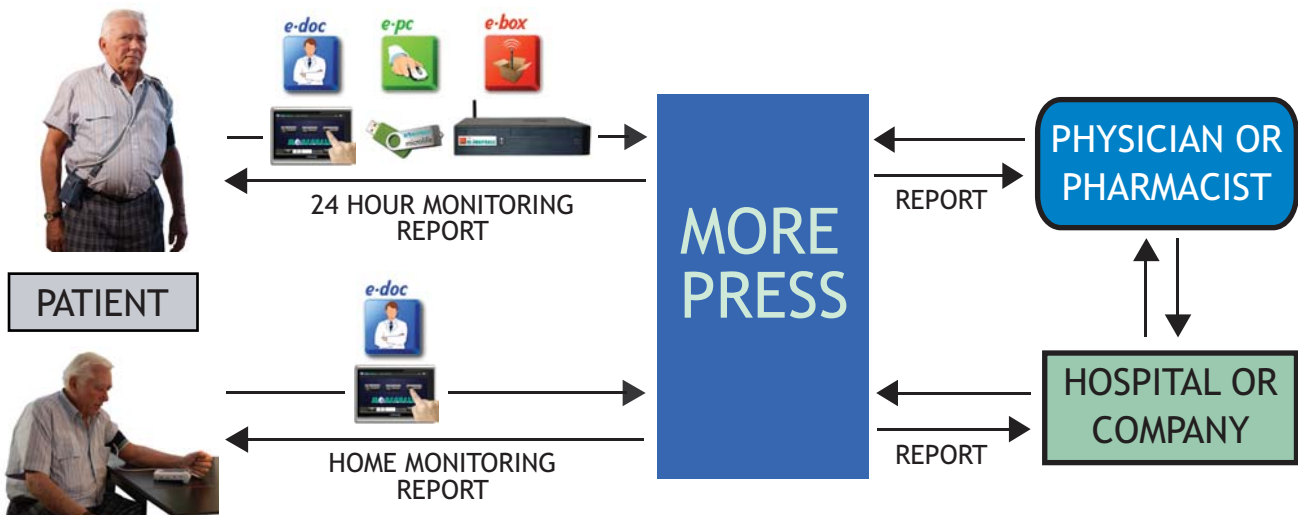 e·doc
e·pc
e·box
microlife
24 HOUR MONITORING
REPORT
PATIENT
e·doc
HOME MONITORING
REPORT
MORE
PRESS
REPORT
PHYSICIAN OR
PHARMACIST
REPORT
HOSPITAL OR
COMPANY